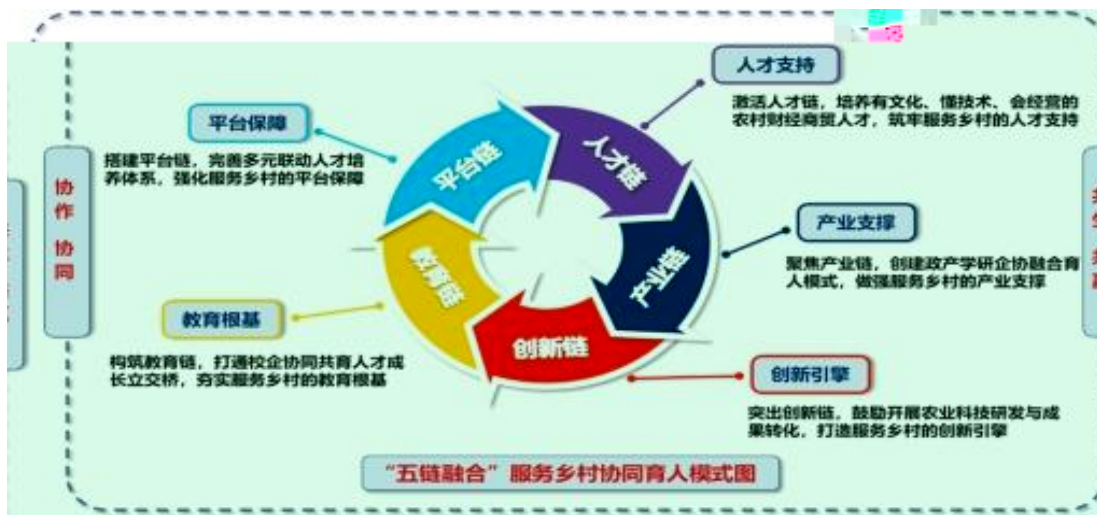 人才支持
激活人才链，培养有文化、懂技术、会经营的
农村财经商贸人才，筑牢服务乡村的人才支持
平台保障
搭建平台链，完善多元联动人才培
养体系，强化服务乡村的平台保障
协作 协同
平台链
人才链
产业链
创新链
教育链
产业支撑
聚焦产业链，创建政产学研企协融合育
人模式，做强服务乡村的产业支撑
教育根基
构筑教育链，打通校企协同共育人才成
长立交桥，夯实服务乡村的教育根基
创新引擎
突出创新链，鼓励开展农业科技研发与成
果转化，打造服务乡村的创新引擎
“五链融合”服务乡村协同育人模式图